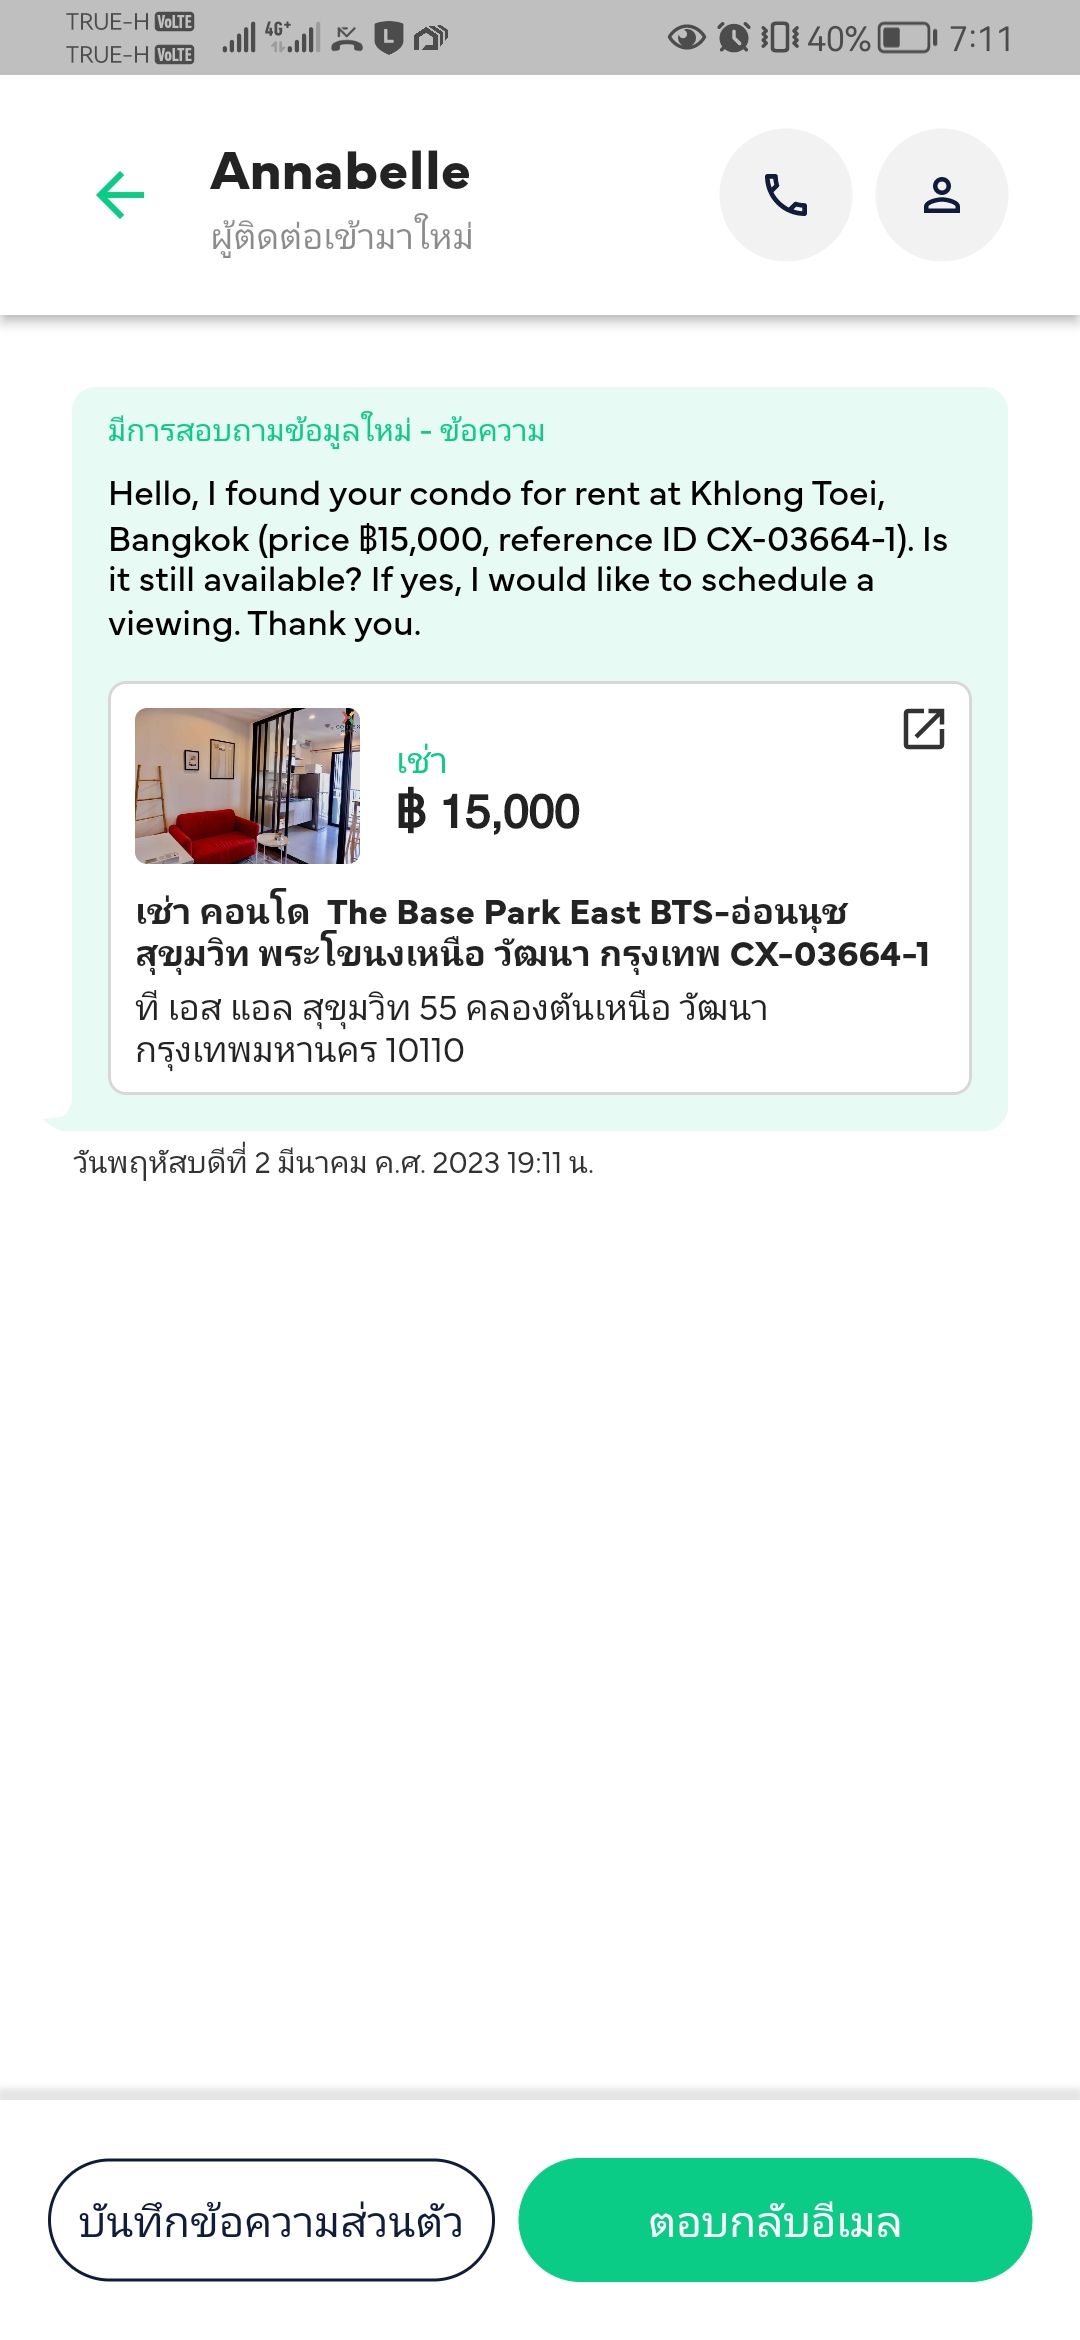 TRUE-H VoLTE
TRUE-H VoLTE
4G+
L
40%
7:11
Annabelle
ผู้ติดต่อเข้ามาใหม่
มีการสอบถามข้อมูลใหม่ - ข้อความ
Hello, I found your condo for rent at Khlong Toei,
Bangkok (price ฿15,000, reference ID CX-03664-1). Is
it still available? If yes, I would like to schedule a
viewing. Thank you.
เช่า
฿ 15,000
เช่า คอนโด  The Base Park East BTS-อ่อนนุช
สุขุมวิท พระโขนงเหนือ วัฒนา กรุงเทพ CX-03664-1
ที เอส แอล สุขุมวิท 55 คลองตันเหนือ วัฒนา
กรุงเทพมหานคร 10110
วันพฤหัสบดีที่ 2 มีนาคม ค.ศ. 2023 19:11 น.
บันทึกข้อความส่วนตัว
ตอบกลับอีเมล